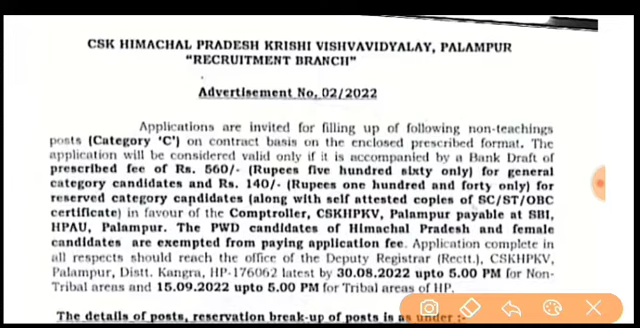 CSK HIMACHAL PRADESH KRISHI VISHVAVIDYALAY, PALAMPUR
“RECRUITMENT BRANCH”
Advertisement No. 02/2022
Applications are invited for filling up of following non-teachings
posts (Category ‘C’) on contract basis on the enclosed prescribed format. The
application will be considered valid only if it is accompanied by a Bank Draft of
prescribed fee of Rs. 560/- (Rupees five hundred sixty only) for general
category candidates and Rs. 140/- (Rupees one hundred and forty only) for
reserved category candidates (along with self attested copies of SC/ST/OBC
certificate) in favour of the Comptroller, CSKHPKV, Palampur payable at SBI,
HPAU, Palampur. The PWD candidates of Himachal Pradesh and female
candidates are exempted from paying application fee. Application complete in
all respects should reach the office of the Deputy Registrar (Rectt.), CSKHPKV,
Palampur, Distt. Kangra, HP-176062 latest by 30.08.2022 upto 5.00 PM for Non-
Tribal areas and 15.09.2022 upto 5.00 PM for Tribal areas of HP.
The details of posts, reservation break-up of posts is as under :-